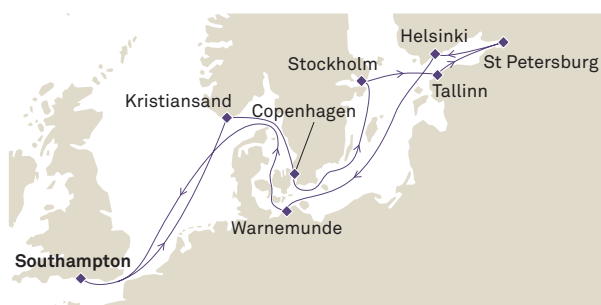 Helsinki
St Petersburg
Stockholm
Tallinn
Kristiansand
Copenhagen
Warnemunde
Southampton